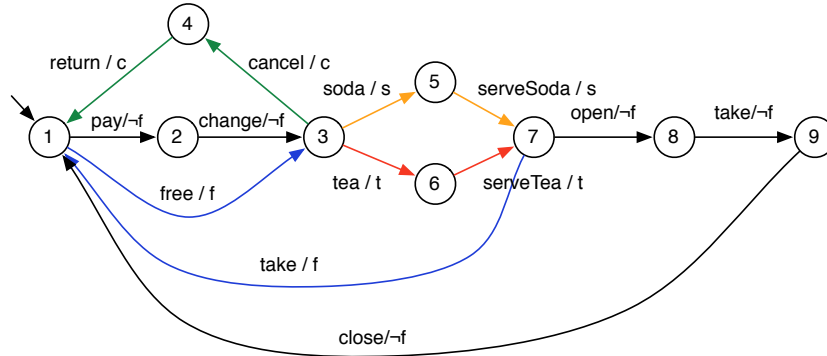 4
return / c
cancel / c
soda / s
5
serveSoda / s
pay/¬f
change/¬f
open/¬f
take/¬f
1
2
3
7
8
9
free / f
tea / t
6
serveTea / t
take / f
close/¬f